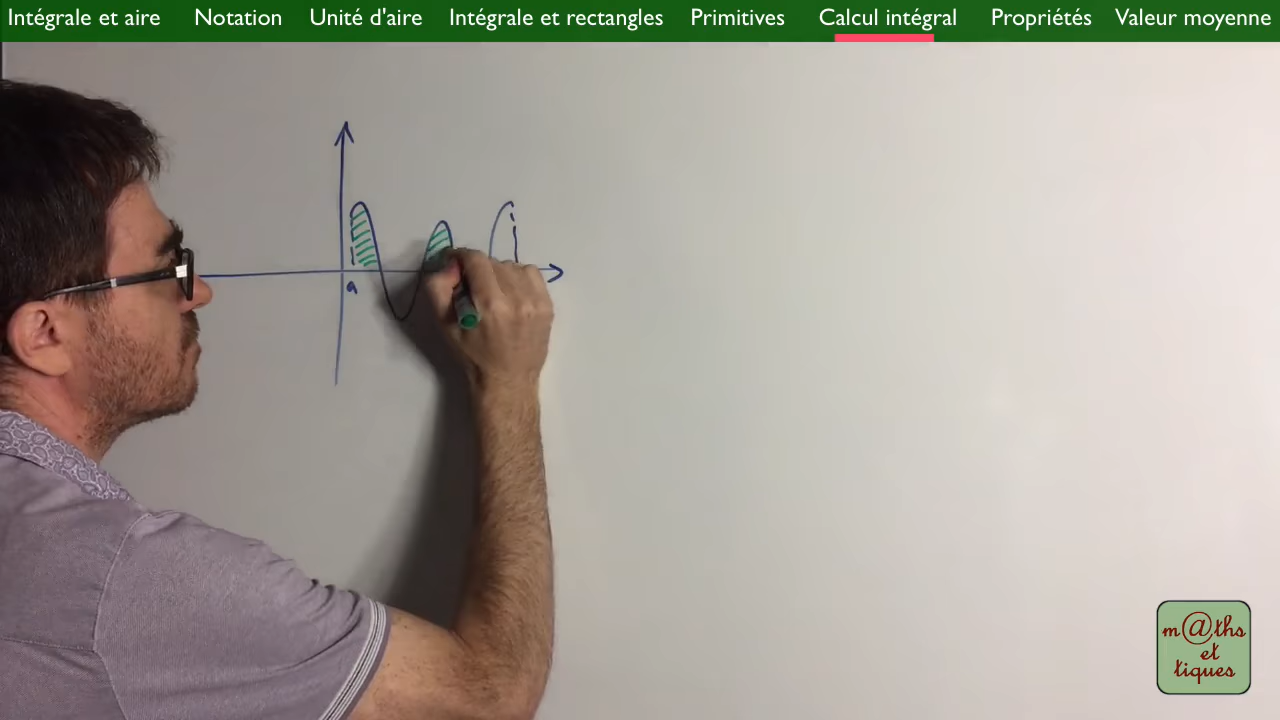 Intégrale et aire Notation Unité d'aire Intégrale et rectangles Primitives Calcul intégral Propriétés Valeur moyenne
a
m@ths
et
tiques